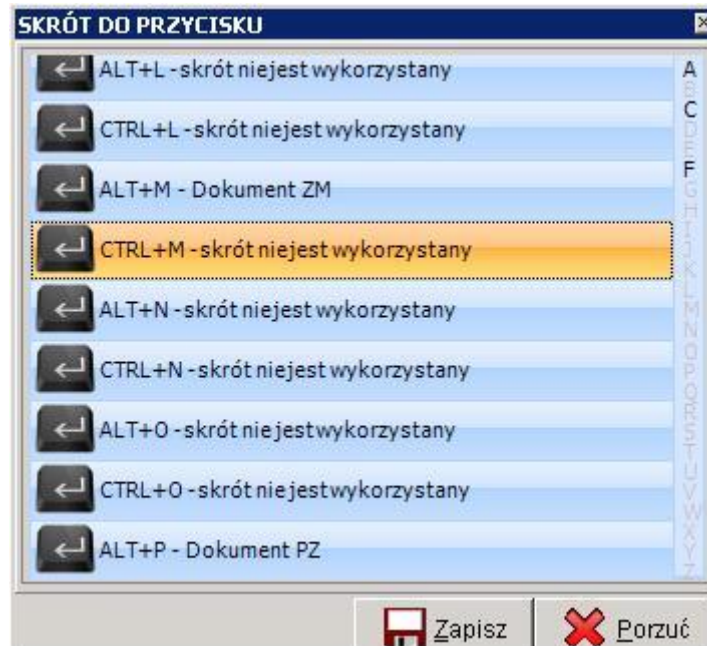 SKRÓT DO PRZYCISKU
ALT+L - skrót niejest wykorzystany
CTRL+L - skrót niejest wykorzystany
ALT+M - Dokument ZM
CTRL+M - skrót niejest wykorzystany
ALT+N - skrót niejest wykorzystany
CTRL+N - skrót niejest wykorzystany
ALT+O - skrót niejest wykorzystany
CTRL+O - skrót niejest wykorzystany
ALT+P - Dokument PZ
A
B
C
D
E
F
G
H
I
J
K
L
M
N
O
P
Q
R
S
T
U
V
W
X
Y
Z
Zapisz
Porzuć